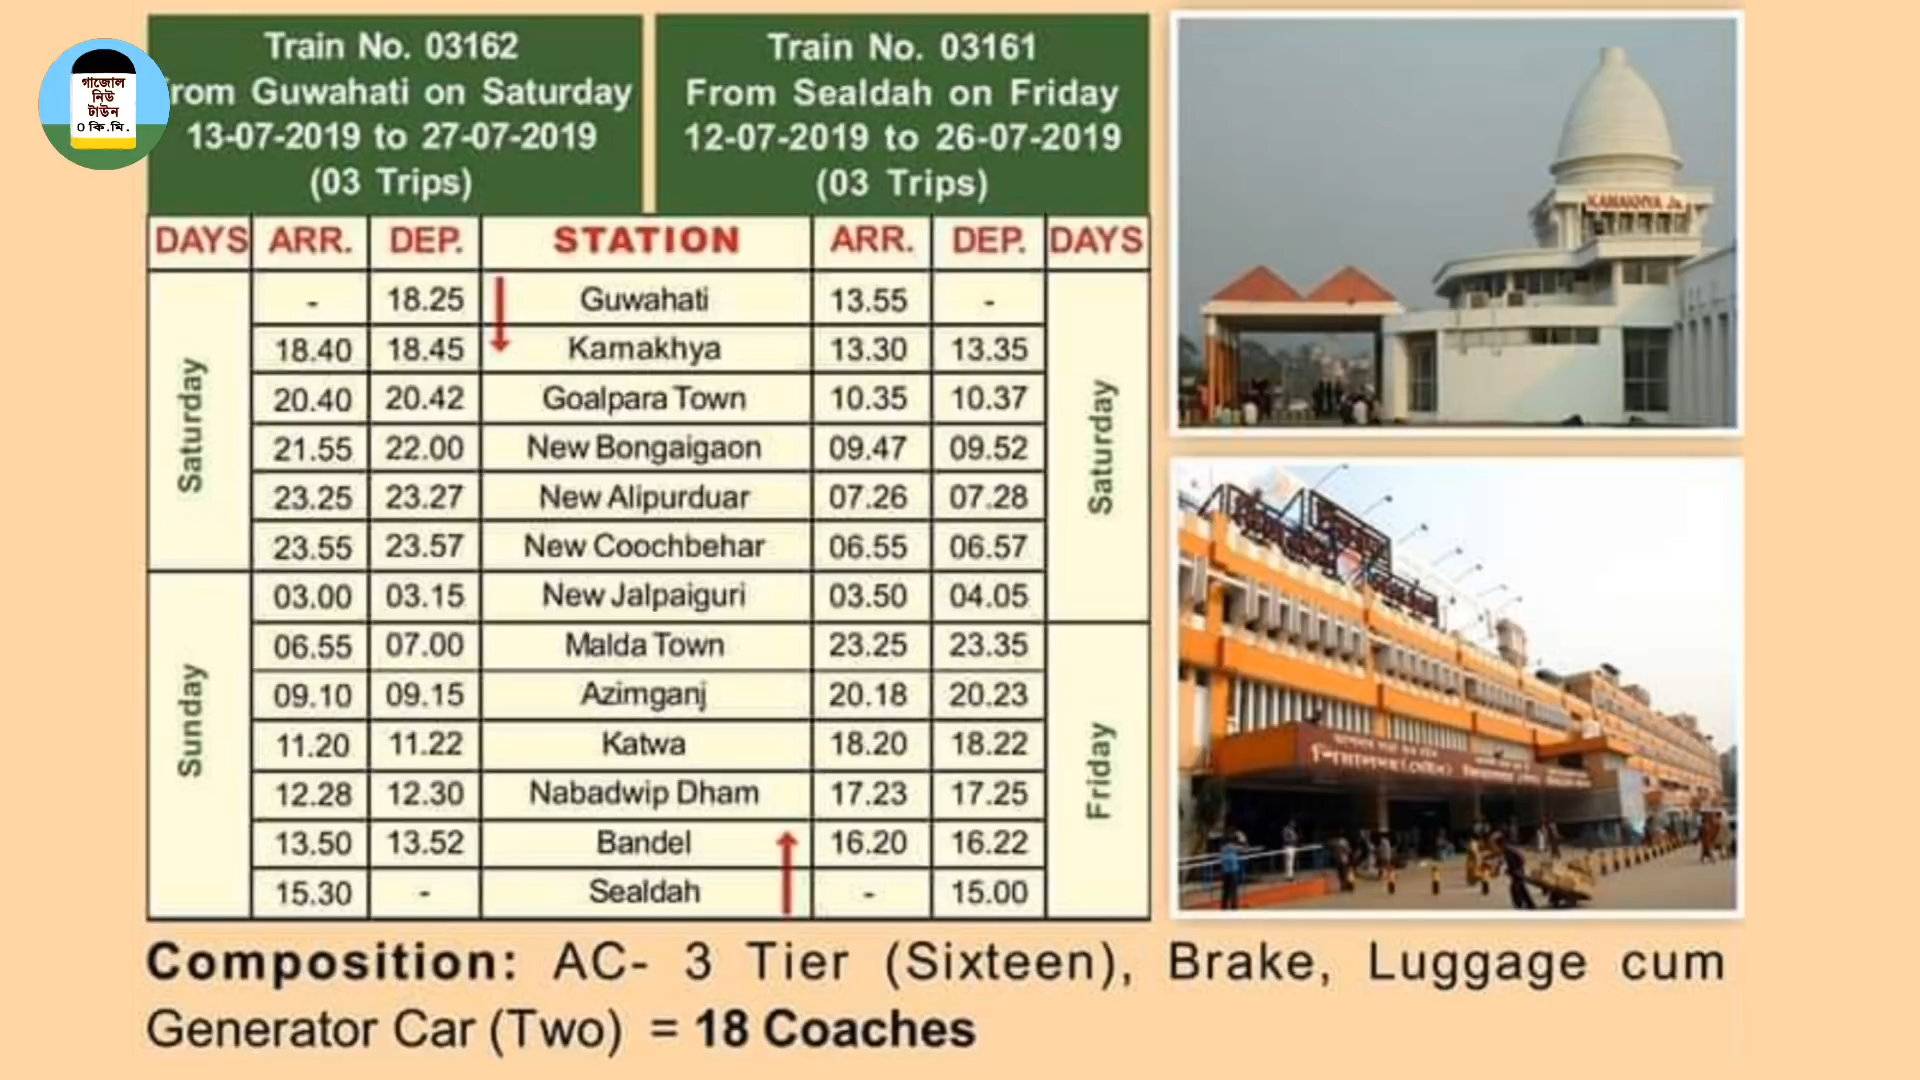 গাজোল
নিউ
টাউন
0 কি.মি.
Train No. 03162
rom Guwahati on Saturday
13-07-2019 to 27-07-2019
(03 Trips)
Train No. 03161
From Sealdah on Friday
12-07-2019 to 26-07-2019
(03 Trips)
DAYS ARR. DEP. STATION ARR. DEP. DAYS
Saturday
Saturday
- 18.25 Guwahati 13.55 -
18.40 18.45 Kamakhya 13.30 13.35
20.40 20.42 Goalpara Town 10.35 10.37
21.55 22.00 New Bongaigaon 09.47 09.52
23.25 23.27 New Alipurduar 07.26 07.28
23.55 23.57 New Coochbehar 06.55 06.57
Sunday
03.00 03.15 New Jalpaiguri 03.50 04.05
Friday
06.55 07.00 Malda Town 23.25 23.35
09.10 09.15 Azimganj 20.18 20.23
11.20 11.22 Katwa 18.20 18.22
12.28 12.30 Nabadwip Dham 17.23 17.25
13.50 13.52 Bandel 16.20 16.22
15.30 - Sealdah - 15.00
Composition: AC- 3 Tier (Sixteen), Brake, Luggage cum
Generator Car (Two) = 18 Coaches
KAMAKHYA Jn.
শিয়ালদহ (মেইন)